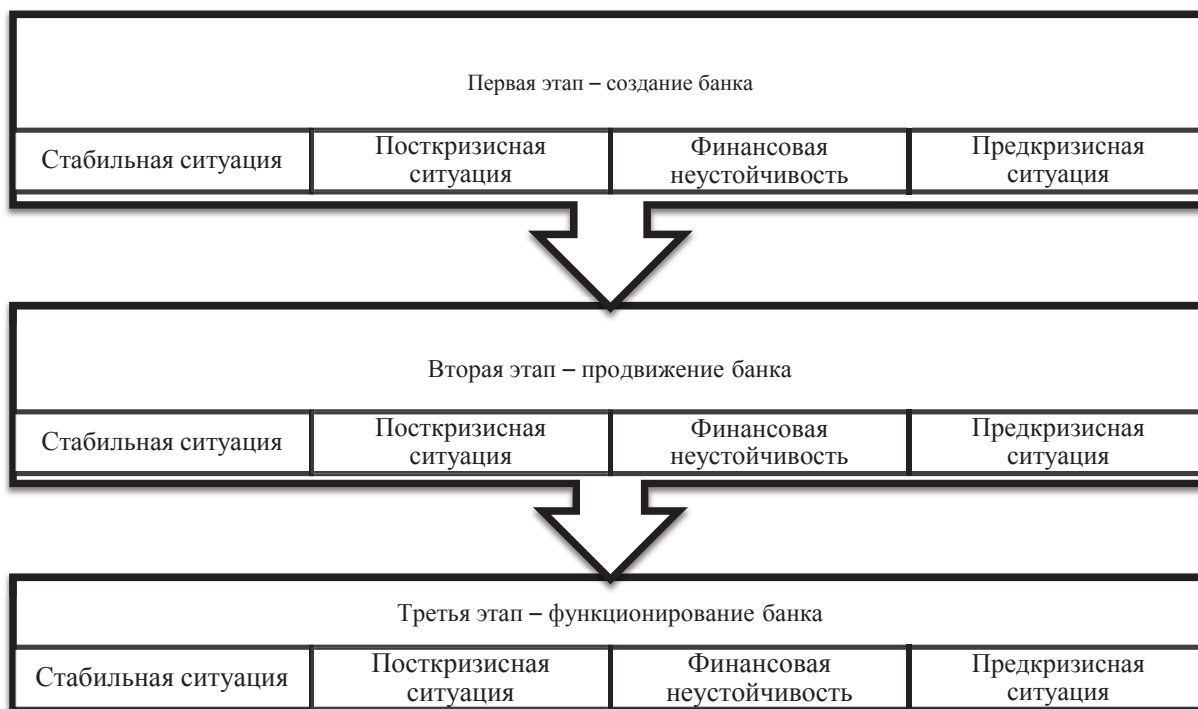 Первая этап – создание банка
Стабильная ситуация
Посткризисная
ситуация
Финансовая
неустойчивость
Предкризисная
ситуация
Вторая этап – продвижение банка
Стабильная ситуация
Посткризисная
ситуация
Финансовая
неустойчивость
Предкризисная
ситуация
Третья этап – функционирование банка
Стабильная ситуация
Посткризисная
ситуация
Финансовая
неустойчивость
Предкризисная
ситуация